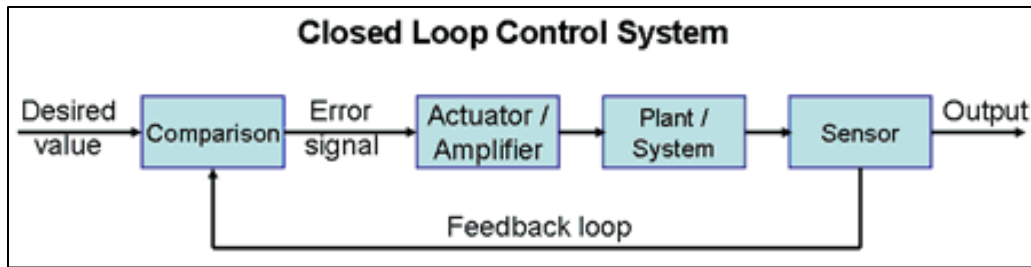 Closed Loop Control System
Desired
value
Comparison
Error
signal
Actuator /
Amplifier
Plant /
System
Sensor
Output
Feedback loop